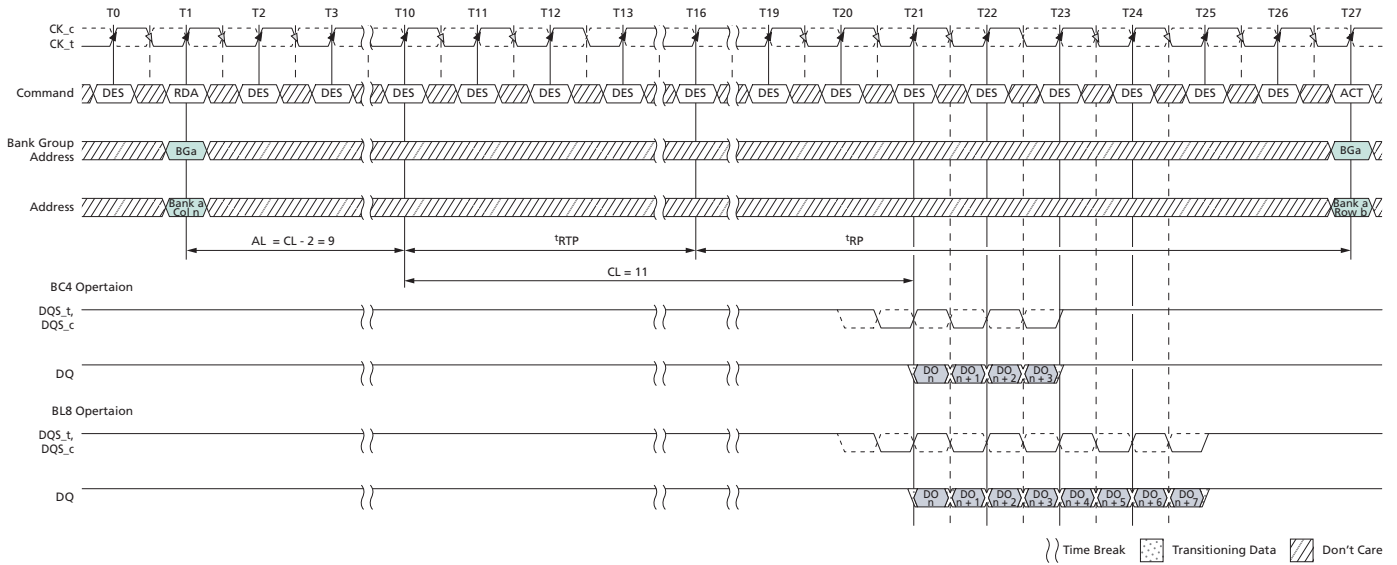 T0 T1 T2 T3 T10 T11 T12 T13 T16 T19 T20 T21 T22 T23 T24 T25 T26 T27
CK_c
CK_t
Command DES RDA DES DES DES DES DES DES DES DES DES DES DES DES DES DES DES ACT
Bank Group
Address BGa BGa
Address Bank a
Col n Bank a
Row b
AL = CL - 2 = 9 tRTP tRP
CL = 11
BC4 Opertaion
DQS_t,
DQS_c
DQ DO
n DO
n + 1 DO
n + 2 DO
n + 3
BL8 Opertaion
DQS_t,
DQS_c
DQ DO
n DO
n + 1 DO
n + 2 DO
n + 3 DO
n + 4 DO
n + 5 DO
n + 6 DO
n + 7
Time Break Transitioning Data Don't Care